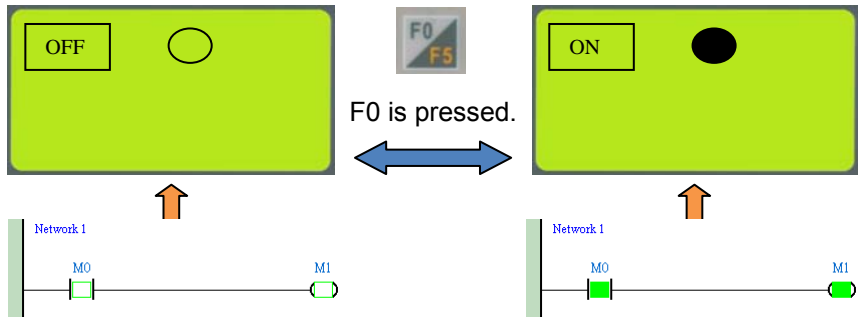 OFF
F0
F5
ON
F0 is pressed.
Network 1
M0 M1
Network 1
M0 M1